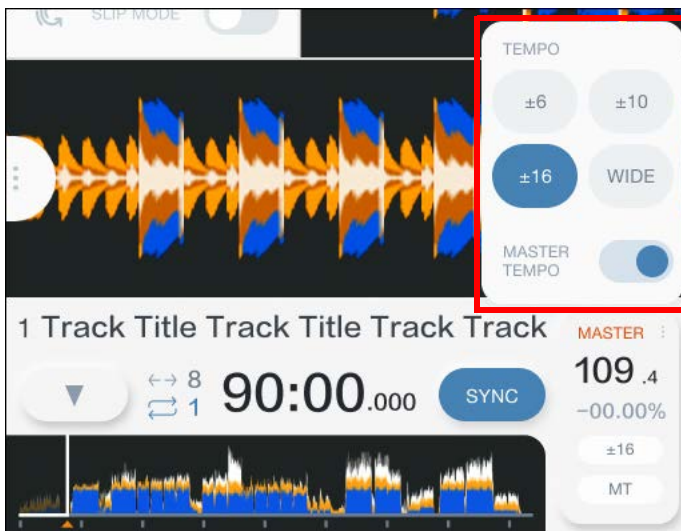 SLIP MODE
TEMPO
±6 ±10
±16 WIDE
MASTER
TEMPO
1 Track Title Track Title Track Track
MASTER
8
1
90:00.000
SYNC
109.4
-00.00%
±16
MT